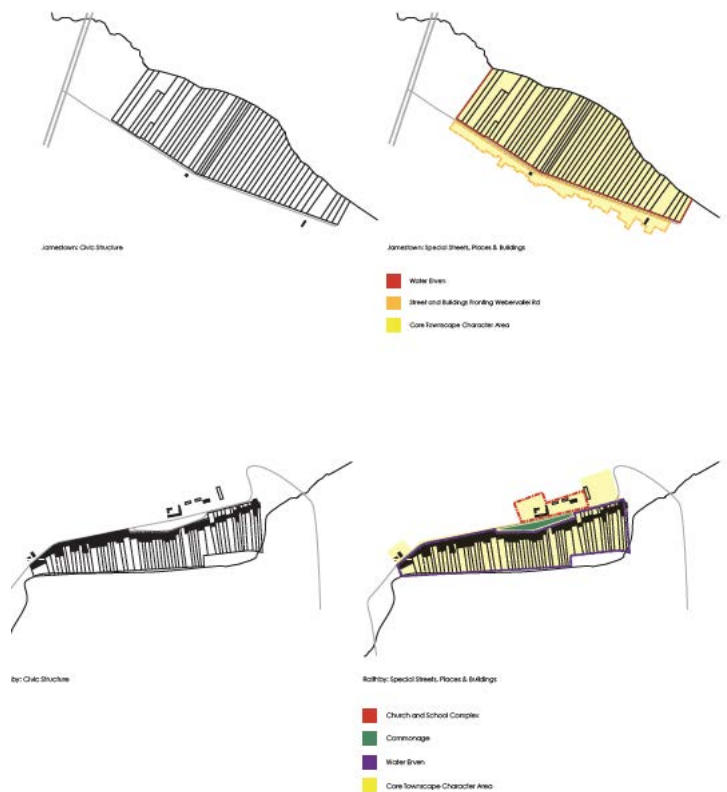 Jamestown: Civic Structure
Jamestown: Special Streets, Places & Buildings
Water Erven
Street and Buildings Fronting Webervallei Rd
Core Townscape Character Area
by: Civic Structure
Raithby: Special Streets, Places & Buildings
Church and School Complex
Commonage
Water Erven
Core Townscape Character Area